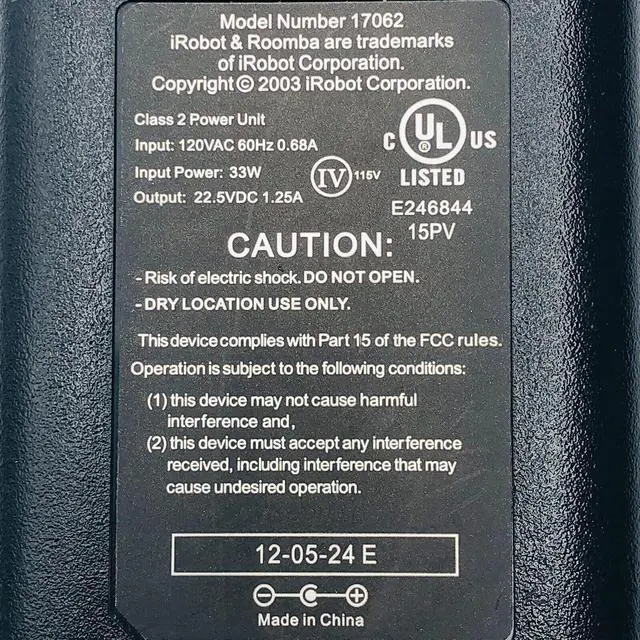 Model Number 17062
iRobot & Roomba are trademarks
of iRobot Corporation.
Copyright © 2003 iRobot Corporation.
Class 2 Power Unit
Input: 120VAC 60Hz 0.68A
Input Power: 33W
Output: 22.5VDC 1.25A
IV 115V
C UL ® US
LISTED
E246844
15PV
CAUTION:
- Risk of electric shock. DO NOT OPEN.
- DRY LOCATION USE ONLY.
This device complies with Part 15 of the FCC rules.
Operation is subject to the following conditions:
(1) this device may not cause harmful
interference and,
(2) this device must accept any interference
received, including interference that may
cause undesired operation.
12-05-24 E
Made in China